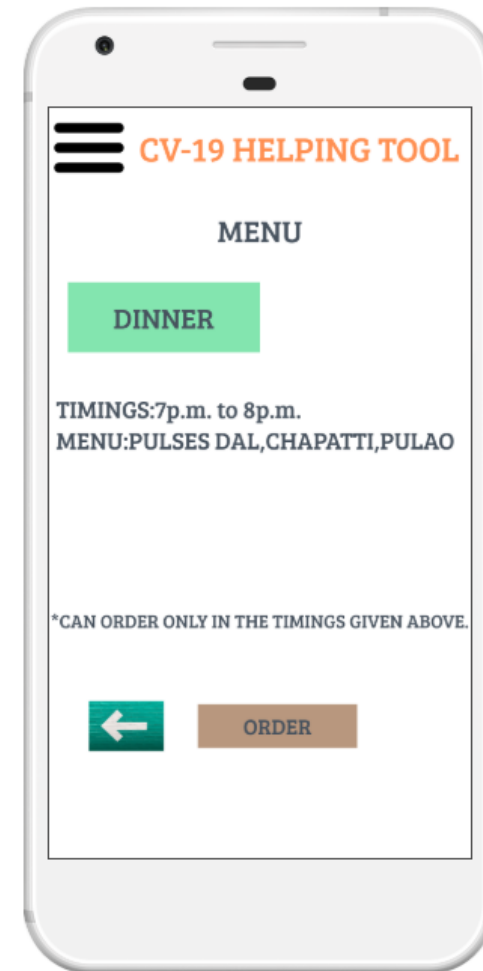 CV-19 HELPING TOOL
MENU
DINNER
TIMINGS:7p.m. to 8p.m.
MENU:PULSES DAL,CHAPATTI,PULAO
*CAN ORDER ONLY IN THE TIMINGS GIVEN ABOVE.
ORDER